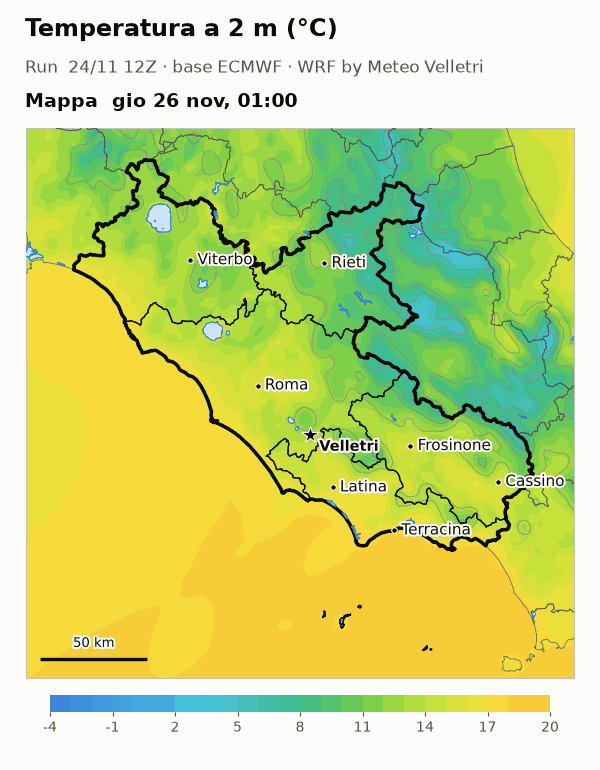 Temperatura a 2 m (°C)
Run  24/11 12Z · base ECMWF · WRF by Meteo Velletri
Mappa  gio 26 nov, 01:00
Viterbo
Rieti
Roma
Velletri
Frosinone
Cassino
Latina
Terracina
50 km
-4 -1 2 5 8 11 14 17 20